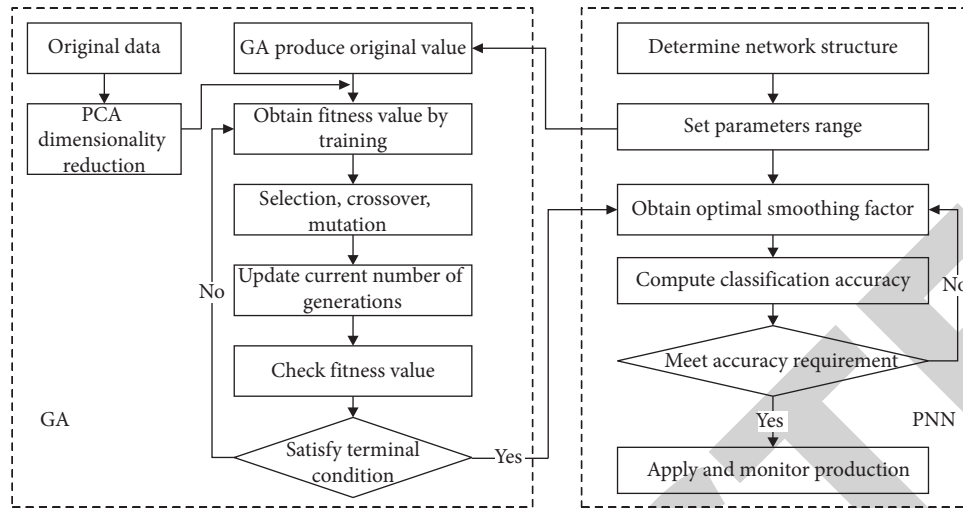 Original data
PCA
dimensionality
reduction
GA produce original value
Obtain fitness value by
training
Selection, crossover,
mutation
Update current number of
generations
Check fitness value
Satisfy terminal
condition
No
Yes
GA
Determine network structure
Set parameters range
Obtain optimal smoothing factor
Compute classification accuracy
Meet accuracy requirement
No
Yes
Apply and monitor production
PNN